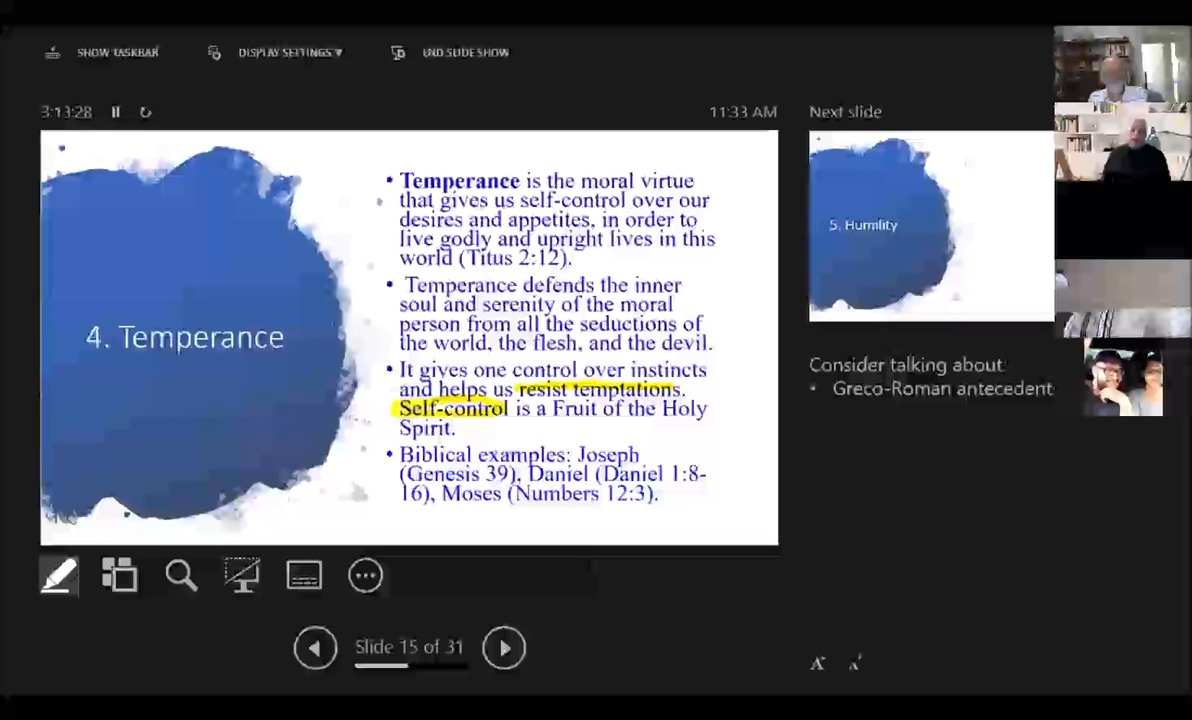 SHOW TASKBAR DISPLAY SETTINGS ▾ END SLIDE SHOW
3:13:28 11:33 AM Next slide
4. Temperance
• Temperance is the moral virtue
that gives us self-control over our
desires and appetites, in order to
live godly and upright lives in this
world (Titus 2:12).
• Temperance defends the inner
soul and serenity of the moral
person from all the seductions of
the world, the flesh, and the devil.
• It gives one control over instincts
and helps us resist temptations.
Self-control is a Fruit of the Holy
Spirit.
• Biblical examples: Joseph
(Genesis 39), Daniel (Daniel 1:8-
16), Moses (Numbers 12:3).
5. Humility
Consider talking about
• Greco-Roman antecedent
Slide 15 of 31
A A